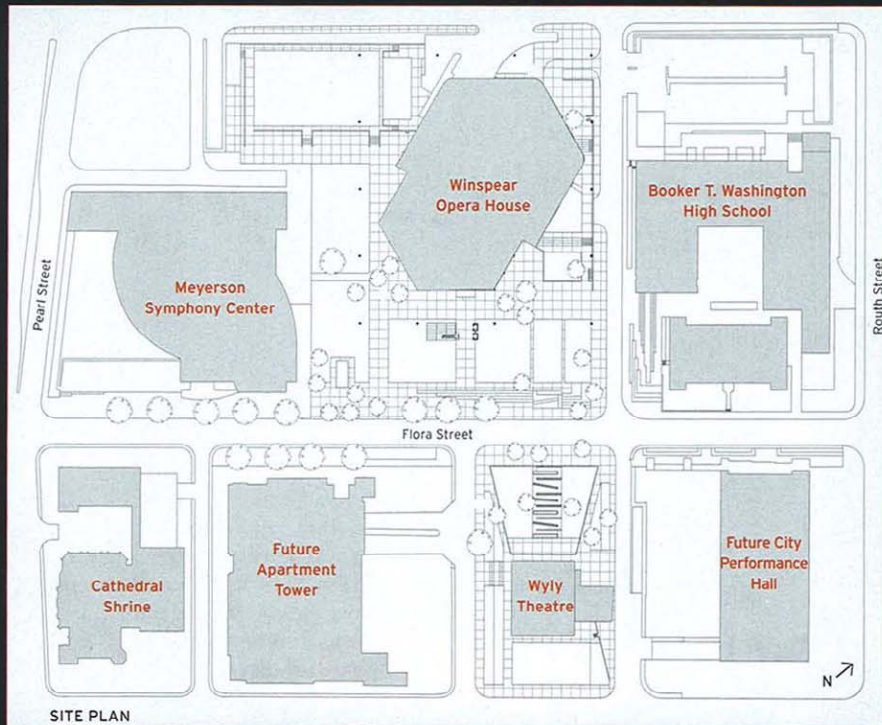 Winspear
Opera House
Booker T. Washington
High School
Meyerson
Symphony Center
Pearl Street
Routh Street
Flora Street
Cathedral
Shrine
Future
Apartment
Tower
Wyly
Theatre
Future City
Performance
Hall
N
SITE PLAN